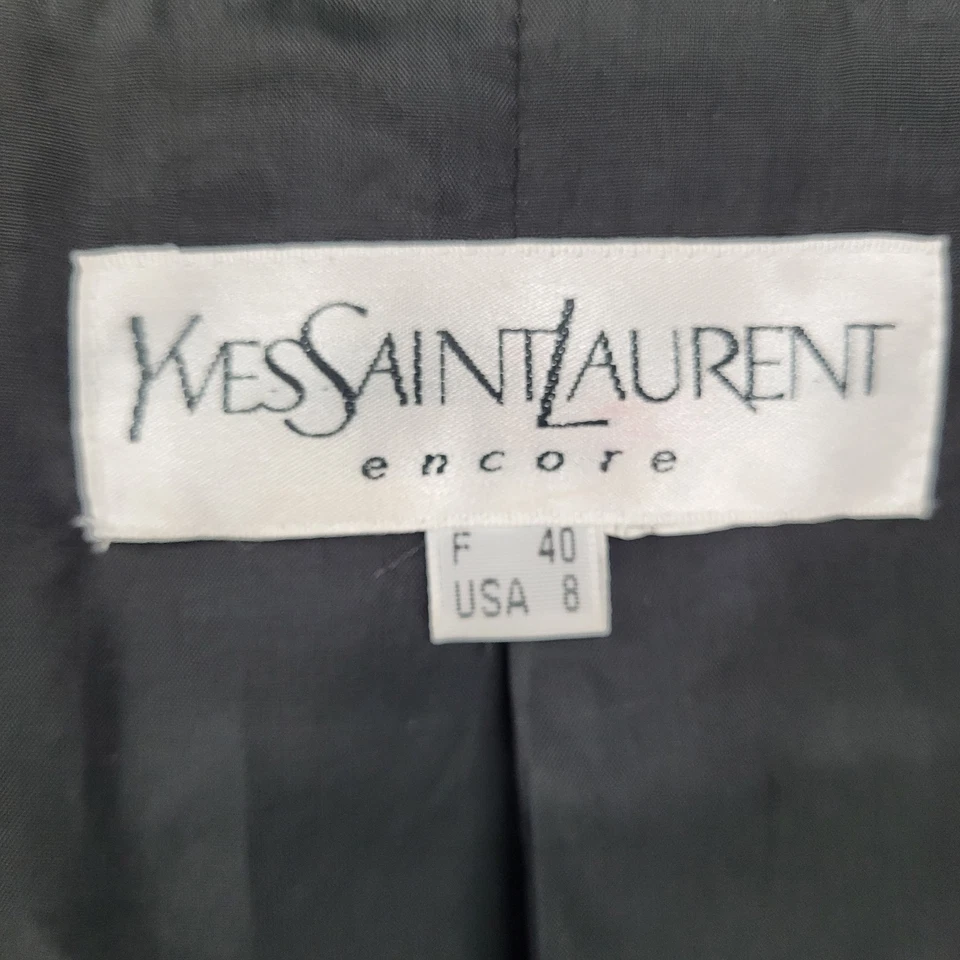 YVESSAINTLAURENT
encore
F 40
USA 8